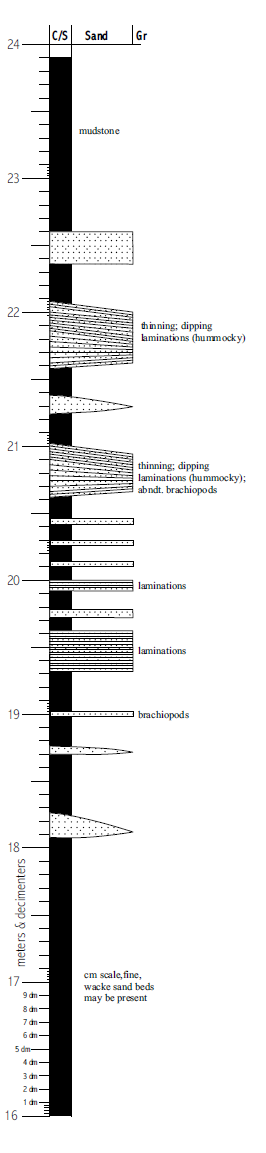 C/S Sand Gr
24
mudstone
23
22
thinning; dipping
laminations (hummocky)
21
thinning; dipping
laminations (hummocky);
abndt. brachiopods
20
laminations
laminations
19
brachiopods
18
meters & decimenters
17
cm scale,fine,
wacke sand beds
may be present
9 dm
8 dm
7 dm
6 dm
5 dm
4 dm
3 dm
2 dm
1 dm
16